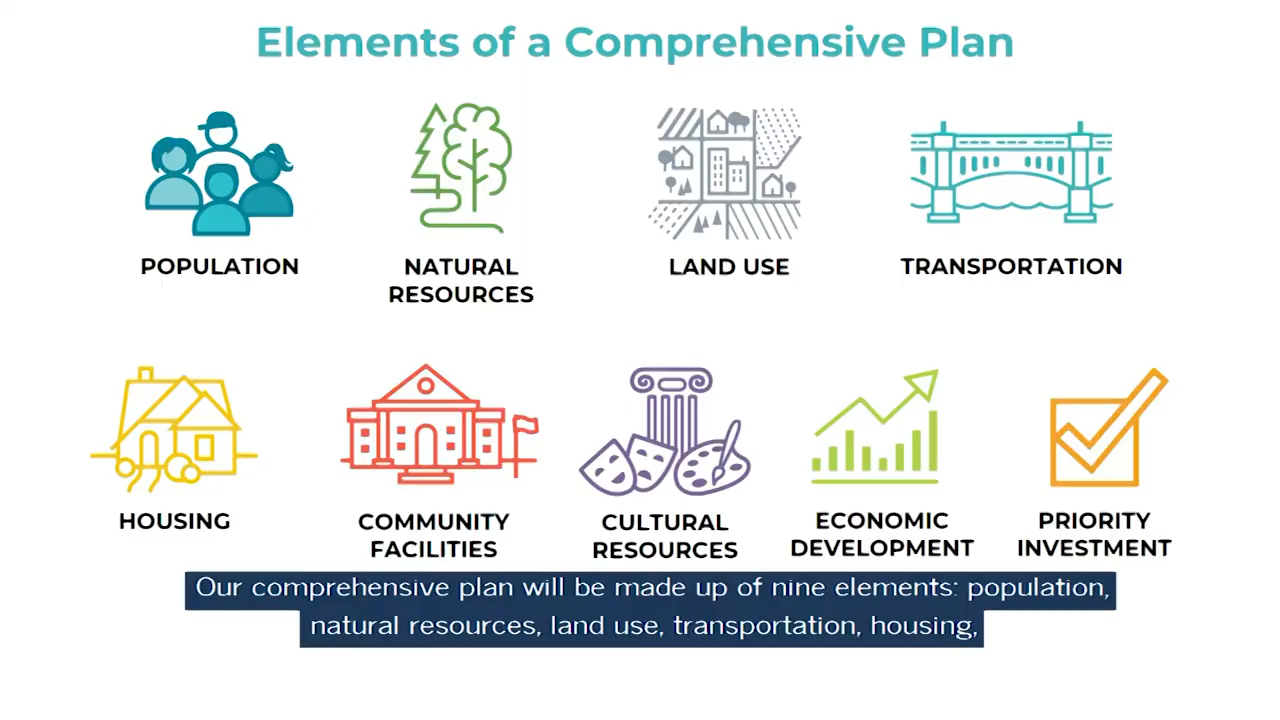 Elements of a Comprehensive Plan
POPULATION
NATURAL
RESOURCES
LAND USE
TRANSPORTATION
HOUSING
COMMUNITY
FACILITIES
CULTURAL
RESOURCES
ECONOMIC
DEVELOPMENT
PRIORITY
INVESTMENT
Our comprehensive plan will be made up of nine elements: population,
natural resources, land use, transportation, housing,